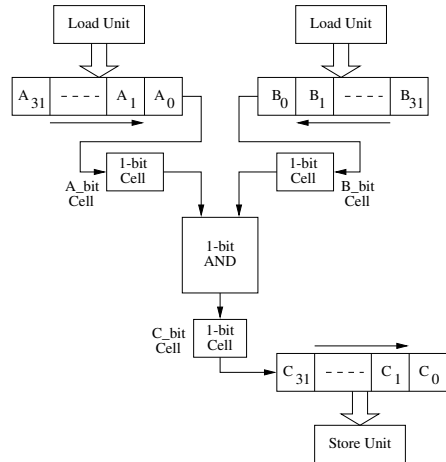 Load Unit
Load Unit
A31 ---- A1 A0
B0 B1 ---- B31
1-bit Cell
A_bit Cell
1-bit Cell
B_bit Cell
1-bit AND
C_bit Cell
1-bit Cell
C31 ---- C1 C0
Store Unit